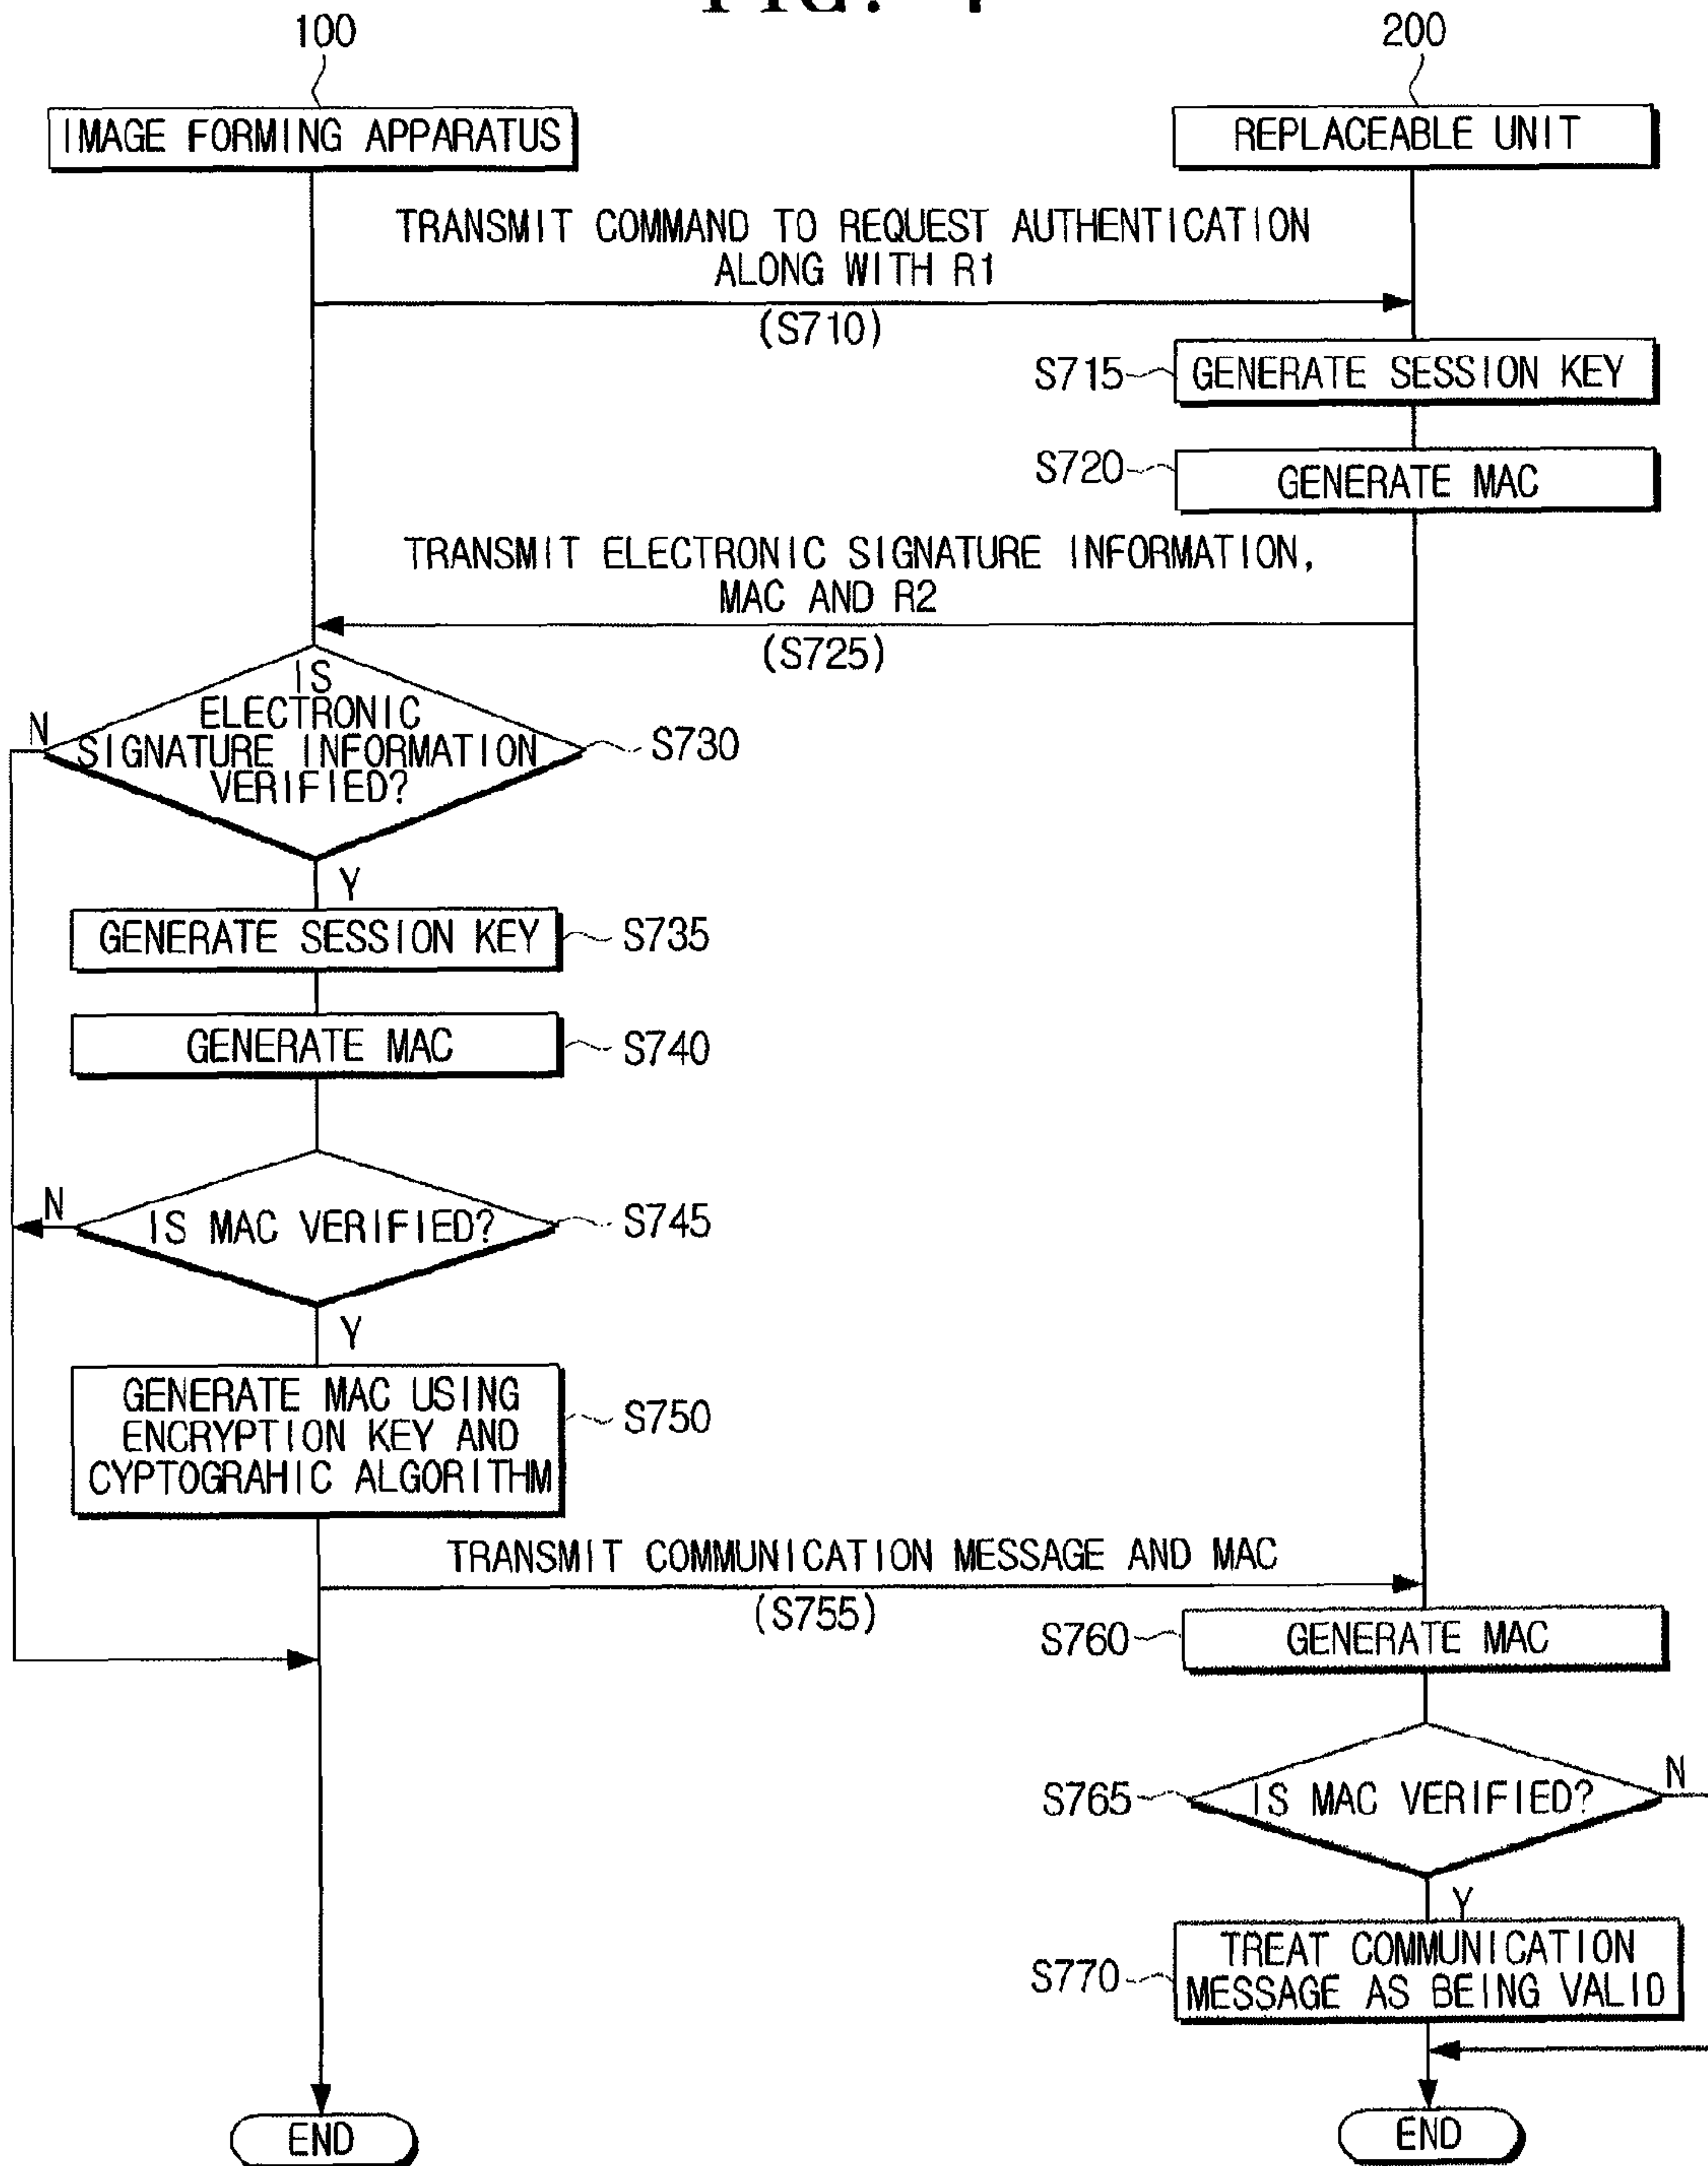 100
200
IMAGE FORMING APPARATUS
REPLACEABLE UNIT
TRANSMIT COMMAND TO REQUEST AUTHENTICATION
ALONG WITH R1
(S710)
S715
GENERATE SESSION KEY
S720
GENERATE MAC
TRANSMIT ELECTRONIC SIGNATURE INFORMATION,
MAC AND R2
(S725)
IS
ELECTRONIC
SIGNATURE INFORMATION
VERIFIED?
N
S730
Y
GENERATE SESSION KEY
S735
GENERATE MAC
S740
N
IS MAC VERIFIED?
S745
Y
GENERATE MAC USING
ENCRYPTION KEY AND
CYPTOGRAHIC ALGORITHM
S750
TRANSMIT COMMUNICATION MESSAGE AND MAC
(S755)
S760
GENERATE MAC
S765
IS MAC VERIFIED?
N
Y
S770
TREAT COMMUNICATION
MESSAGE AS BEING VALID
END
END